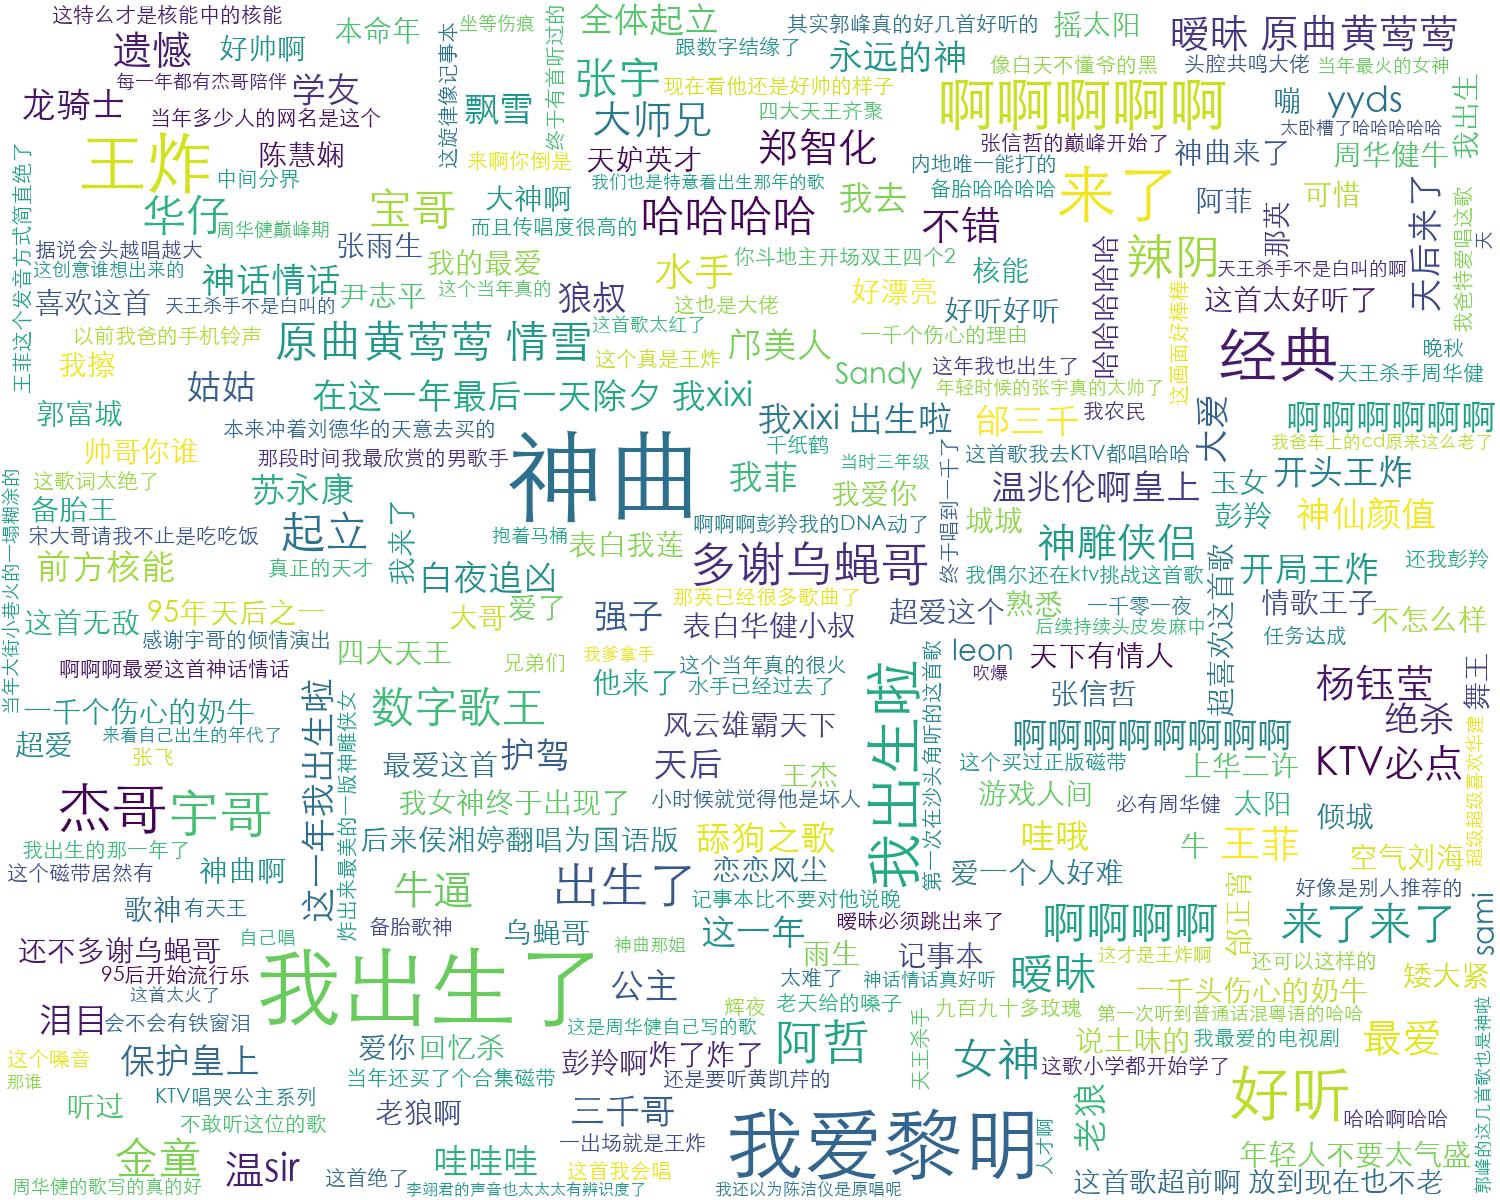 这特么才是核能中的核能
本命年
坐等伤痕
全体起立
其实郭峰真的好几首好听的
摇太阳
暧昧 原曲黄莺莺
遗憾
好帅啊
这旋律像记事本
终于有首听过的
跟数字结缘了
永远的神
像白天不懂爷的黑
头腔共鸣大佬
当年最火的女神
每一年都有杰哥陪伴
学友
张宇
现在看他还是好帅的样子
啊啊啊啊啊
嘣
yyds
我出生
龙骑士
当年多少人的网名是这个
飘雪
大师兄
四大天王齐聚
张信哲的巅峰开始了
太卧槽了哈哈哈哈哈
王炸
陈慧娴
来啊你倒是
天妒英才
郑智化
内地唯一能打的
神曲来了
周华健牛
王菲这个发音方式简直绝了
中间分界
大神啊
我们也是特意看出生那年的歌
我去
备胎哈哈哈哈
来了
阿菲
可惜
华仔
周华健巅峰期
宝哥
而且传唱度很高的
哈哈哈哈
不错
那英
天后来了
天
我爸特爱唱这歌
据说会头越唱越大
张雨生
我的最爱
水手
你斗地主开场双王四个2
核能
哈哈哈哈哈
辣阴
天王杀手不是白叫的啊
这创意谁想出来的
神话情话
尹志平
这个当年真的
狼叔
这也是大佬
好漂亮
好听好听
这画面好棒棒
这首太好听了
喜欢这首
天王杀手不是白叫的
以前我爸的手机铃声
原曲黄莺莺 情雪
这首歌太红了
这个真是王炸
邝美人
一千个伤心的理由
经典
晚秋
我擦
姑姑
在这一年最后一天除夕 我xixi
Sandy
这年我也出生了
年轻时候的张宇真的太帅了
天王杀手周华健
郭富城
我xixi 出生啦
邰三千
我农民
大爱
啊啊啊啊啊啊
帅哥你谁
本来冲着刘德华的天意去买的
神曲
千纸鹤
我爸车上的cd原来这么老了
那段时间我最欣赏的男歌手
当时三年级
终于唱到一千了
这首歌我去KTV都唱哈哈
当年大街小巷火的一塌糊涂的
这歌词太绝了
苏永康
我菲
我爱你
温兆伦啊皇上
玉女
开头王炸
备胎王
彭羚
神仙颜值
宋大哥请我不止是吃吃饭
起立
我来了
抱着马桶
表白我莲
啊啊啊彭羚我的DNA动了
城城
神雕侠侣
超喜欢这首歌
开局王炸
还我彭羚
前方核能
真正的天才
白夜追凶
多谢乌蝇哥
我偶尔还在ktv挑战这首歌
这首无敌
95年天后之一
大哥
爱了
强子
那英已经很多歌曲了
超爱这个
熟悉
一千零一夜
情歌王子
不怎么样
感谢宇哥的倾情演出
表白华健小叔
后续持续头皮发麻中
任务达成
四大天王
兄弟们
我爹拿手
这个当年真的很火
我出生啦
第一次在沙头角听的这首歌
leon
天下有情人
啊啊啊最爱这首神话情话
这一年我出生啦
炸出来最美的一版神雕侠女
他来了
水手已经过去了
吹爆
张信哲
杨钰莹
舞王
一千个伤心的奶牛
数字歌王
风云雄霸天下
啊啊啊啊啊啊啊啊
绝杀
超爱
来看自己出生的年代了
张飞
最爱这首
护驾
天后
王杰
这个买过正版磁带
上华二许
KTV必点
超级超级喜欢华建
杰哥
宇哥
我女神终于出现了
小时候就觉得他是坏人
游戏人间
必有周华健
太阳
倾城
我出生的那一年了
后来侯湘婷翻唱为国语版
舔狗之歌
哇哦
牛
王菲
空气刘海
这个磁带居然有
神曲啊
牛逼
出生了
恋恋风尘
爱一个人好难
邰正宵
好像是别人推荐的
歌神
有天王
备胎歌神
记事本比不要对他说晚
暧昧必须跳出来了
啊啊啊啊
来了来了
sami
还不多谢乌蝇哥
自己唱
乌蝇哥
神曲那姐
这一年
雨生
记事本
这才是王炸啊
还可以这样的
95后开始流行乐
我出生了
公主
太难了
神话情话真好听
暧昧
一千头伤心的奶牛
矮大紧
这首太火了
辉夜
老天给的嗓子
九百九十多玫瑰
第一次听到普通话混粤语的哈哈
泪目
会不会有铁窗泪
这是周华健自己写的歌
阿哲
天王杀手
女神
说土味的
我最爱的电视剧
最爱
郭峰的这几首歌也是神啦
这个嗓音
保护皇上
爱你
回忆杀
彭羚啊
炸了炸了
这歌小学都开始学了
那谁
当年还买了个合集磁带
还是要听黄凯芹的
听过
KTV唱哭公主系列
老狼啊
三千哥
我爱黎明
人才啊
老狼
好听
哈哈啊哈哈
不敢听这位的歌
一出场就是王炸
金童
温sir
哇哇哇
这首我会唱
年轻人不要太气盛
周华健的歌写的真的好
这首绝了
李翊君的声音也太太太有辨识度了
我还以为陈洁仪是原唱呢
这首歌超前啊 放到现在也不老